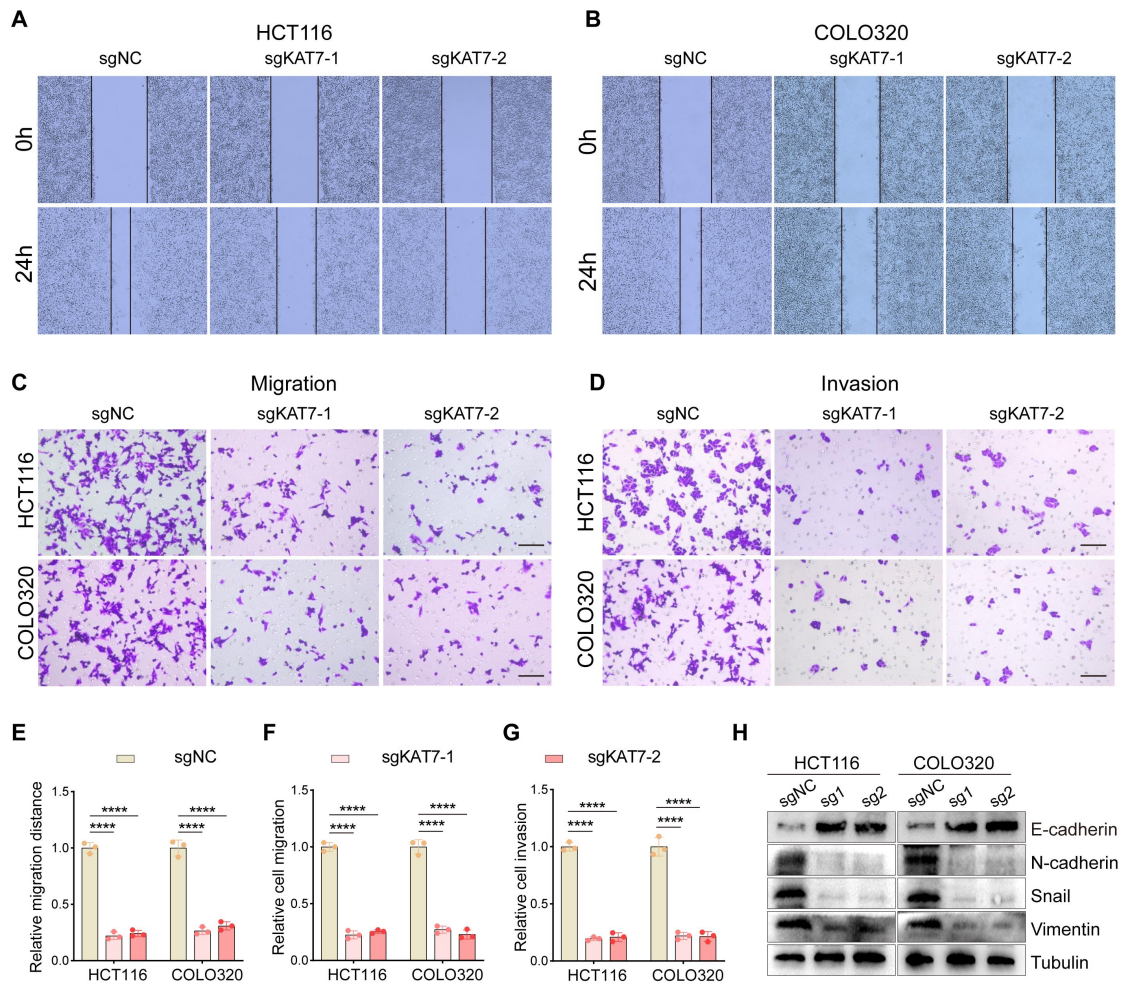 A
HCT116
sgNC sgKAT7-1 sgKAT7-2
0h
24h
B
COLO320
sgNC sgKAT7-1 sgKAT7-2
0h
24h
C
Migration
sgNC sgKAT7-1 sgKAT7-2
HCT116
COLO320
D
Invasion
sgNC sgKAT7-1 sgKAT7-2
HCT116
COLO320
E F G
sgNC sgKAT7-1 sgKAT7-2
Relative migration distance
1.5
1.0
0.5
0.0
**** ****
**** ****
HCT116 COLO320
Relative cell migration
1.5
1.0
0.5
0.0
**** ****
**** ****
HCT116 COLO320
Relative cell invasion
1.5
1.0
0.5
0.0
**** ****
**** ****
HCT116 COLO320
H
HCT116 COLO320
sgNC sg1 sg2 sgNC sg1 sg2
E-cadherin
N-cadherin
Snail
Vimentin
Tubulin